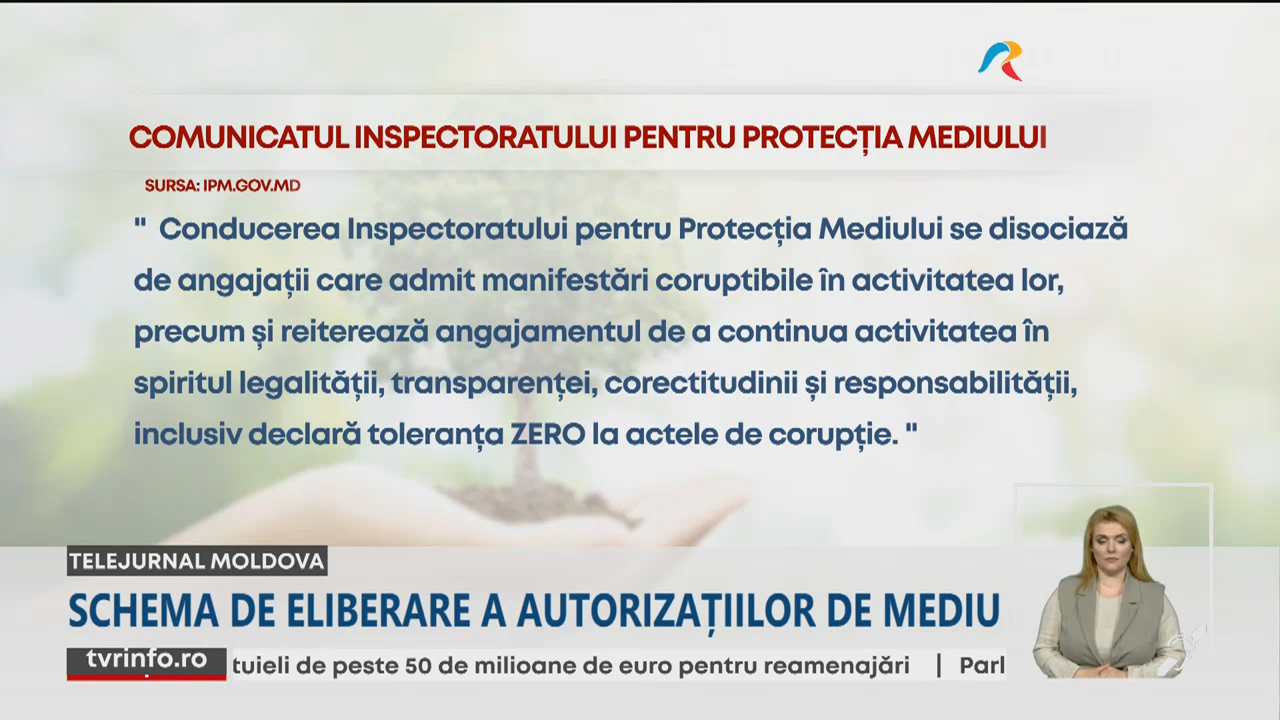 COMUNICATUL INSPECTORATULUI PENTRU PROTECȚIA MEDIULUI
SURSA: IPM.GOV.MD
" Conducerea Inspectoratului pentru Protecția Mediului se disociază
de angajații care admit manifestări coruptibile în activitatea lor,
precum și reiterează angajamentul de a continua activitatea în
spiritul legalității, transparenței, corectitudinii și responsabilității,
inclusiv declară toleranța ZERO la actele de corupție. "
TELEJURNAL MOLDOVA
SCHEMA DE ELIBERARE A AUTORIZAȚIILOR DE MEDIU
tvrinfo.ro
tuieli de peste 50 de milioane de euro pentru reamenajări | Parl